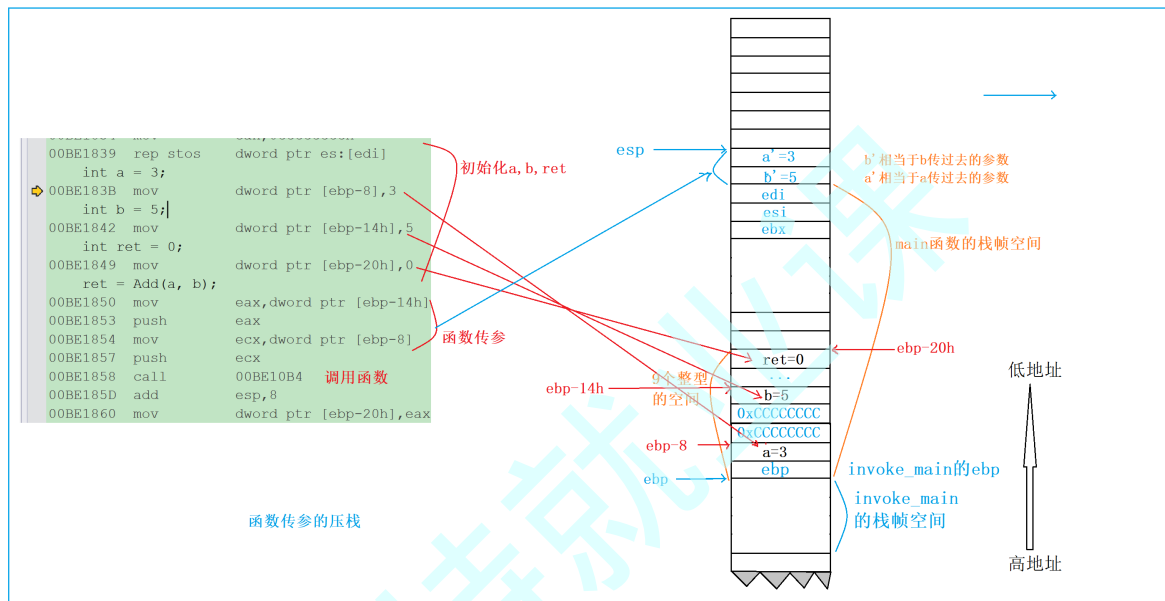 00BE1839 rep stos dword ptr es:[edi]
int a = 3;
00BE183B mov dword ptr [ebp-8],3
int b = 5;
00BE1842 mov dword ptr [ebp-14h],5
int ret = 0;
00BE1849 mov dword ptr [ebp-20h],0
ret = Add(a, b);
00BE1850 mov eax,dword ptr [ebp-14h]
00BE1853 push eax
00BE1854 mov ecx,dword ptr [ebp-8]
00BE1857 push ecx
00BE1858 call 00BE10B4 调用函数
00BE185D add esp,8
00BE1860 mov dword ptr [ebp-20h],eax
初始化a,b,ret
函数传参
函数传参的压栈
esp
a'=3
b'=5
edi
esi
ebx
b'相当于b传过去的参数
a'相当于a传过去的参数
main函数的栈帧空间
ebp-20h
ret=0
...
ebp-14h
9个整型
的空间
b=5
0xCCCCCCCC
0xCCCCCCCC
ebp-8
a=3
ebp
ebp
invoke_main的ebp
invoke_main
的栈帧空间
低地址
高地址
就业课